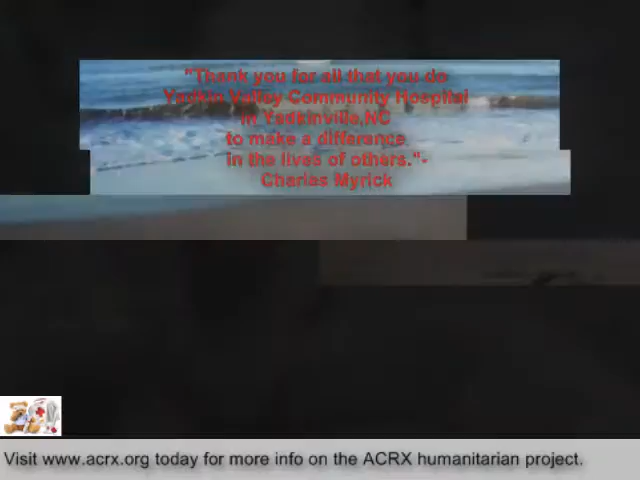 "Thank you for all that you do
Yadkin Valley Community Hospital
in Yadkinville,NC
to make a difference
in the lives of others."-
Charles Myrick
Visit www.acrx.org today for more info on the ACRX humanitarian project.